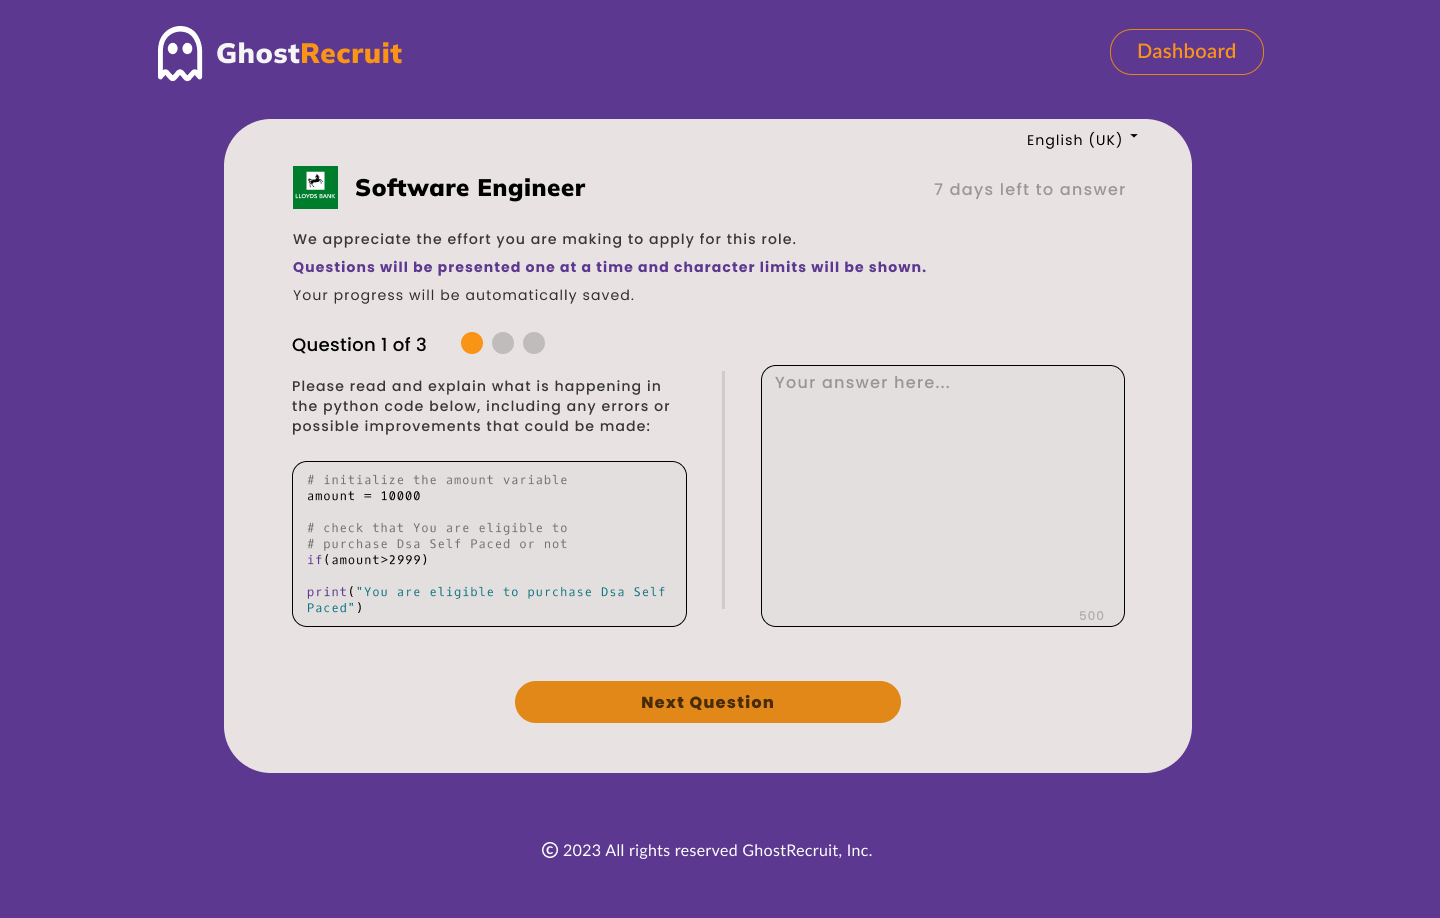 GhostRecruit
Dashboard
English (UK)
LLOYDS BANK
Software Engineer
7 days left to answer
We appreciate the effort you are making to apply for this role.
Questions will be presented one at a time and character limits will be shown.
Your progress will be automatically saved.
Question 1 of 3
Please read and explain what is happening in
the python code below, including any errors or
possible improvements that could be made:
# initialize the amount variable
amount = 10000
# check that You are eligible to
# purchase Dsa Self Paced or not
if(amount>2999)
print("You are eligible to purchase Dsa Self
Paced")
Your answer here...
500
Next Question
© 2023 All rights reserved GhostRecruit, Inc.